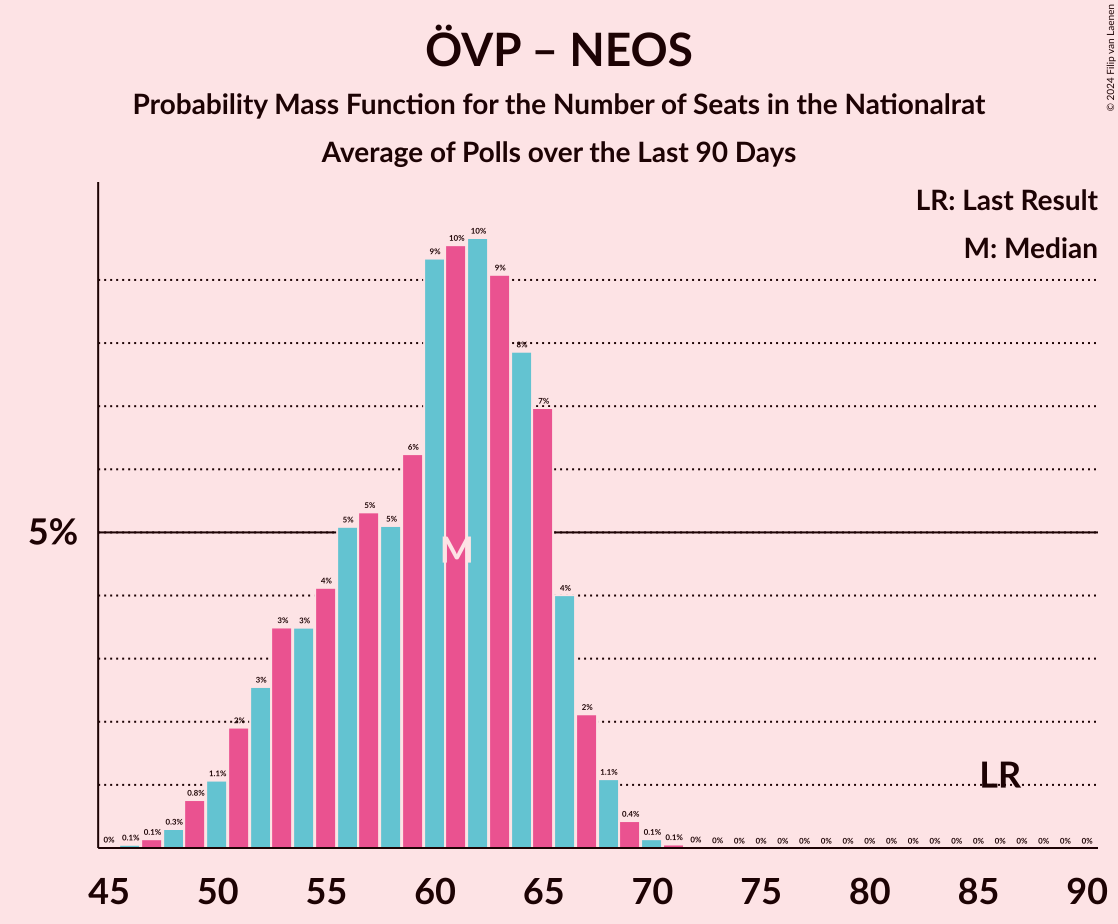 ÖVP – NEOS
Probability Mass Function for the Number of Seats in the Nationalrat
Average of Polls over the Last 90 Days
© 2024 Filip van Laenen
LR: Last Result
M: Median
5%
0% 0.1% 0.1% 0.3% 0.8% 1.1% 2% 3% 3% 3% 4% 5% 5% 5% 6% 9% 10% 10% 9% 8% 7% 4% 2% 1.1% 0.4% 0.1% 0.1% 0% 0% 0% 0% 0% 0% 0% 0% 0% 0% 0% 0% 0% 0% 0% 0% 0% 0% 0%
M
LR
45 50 55 60 65 70 75 80 85 90